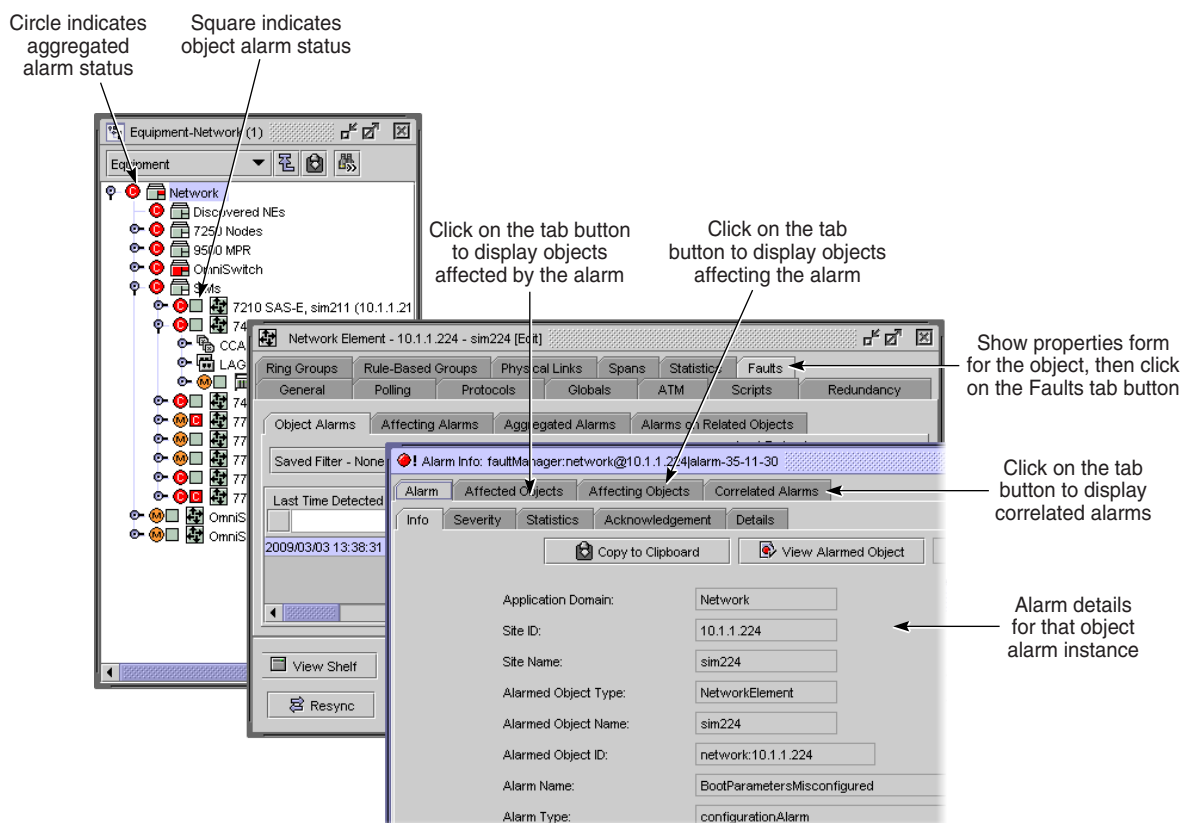 Circle indicates
aggregated
alarm status
Square indicates
object alarm status
Equipment-Network (1)
Equipment
C Network
C Discovered NEs
C 7250 Nodes
C 9500 MPR
C OmniSwitch
C Sims
C 7210 SAS-E, sim211 (10.1.1.21
C 74
CCA
LAG
M
C 74
M C 77
M 77
M 77
C 77
C C 77
M OmniS
M OmniS
Click on the tab button
to display objects
affected by the alarm
Click on the tab
button to display objects
affecting the alarm
Show properties form
for the object, then click
on the Faults tab button
Click on the tab
button to display
correlated alarms
Alarm details
for that object
alarm instance
Network Element - 10.1.1.224 - sim224 [Edit]
Ring Groups Rule-Based Groups Physical Links Spans Statistics Faults
General Polling Protocols Globals ATM Scripts Redundancy
Object Alarms Affecting Alarms Aggregated Alarms Alarms on Related Objects
Saved Filter - None
Last Time Detected
2009/03/03 13:38:31
View Shelf
Resync
! Alarm Info: faultManager:network@10.1.1.224|alarm-35-11-30
Alarm Affected Objects Affecting Objects Correlated Alarms
Info Severity Statistics Acknowledgement Details
Copy to Clipboard View Alarmed Object
Application Domain: Network
Site ID: 10.1.1.224
Site Name: sim224
Alarmed Object Type: NetworkElement
Alarmed Object Name: sim224
Alarmed Object ID: network:10.1.1.224
Alarm Name: BootParametersMisconfigured
Alarm Type: configurationAlarm